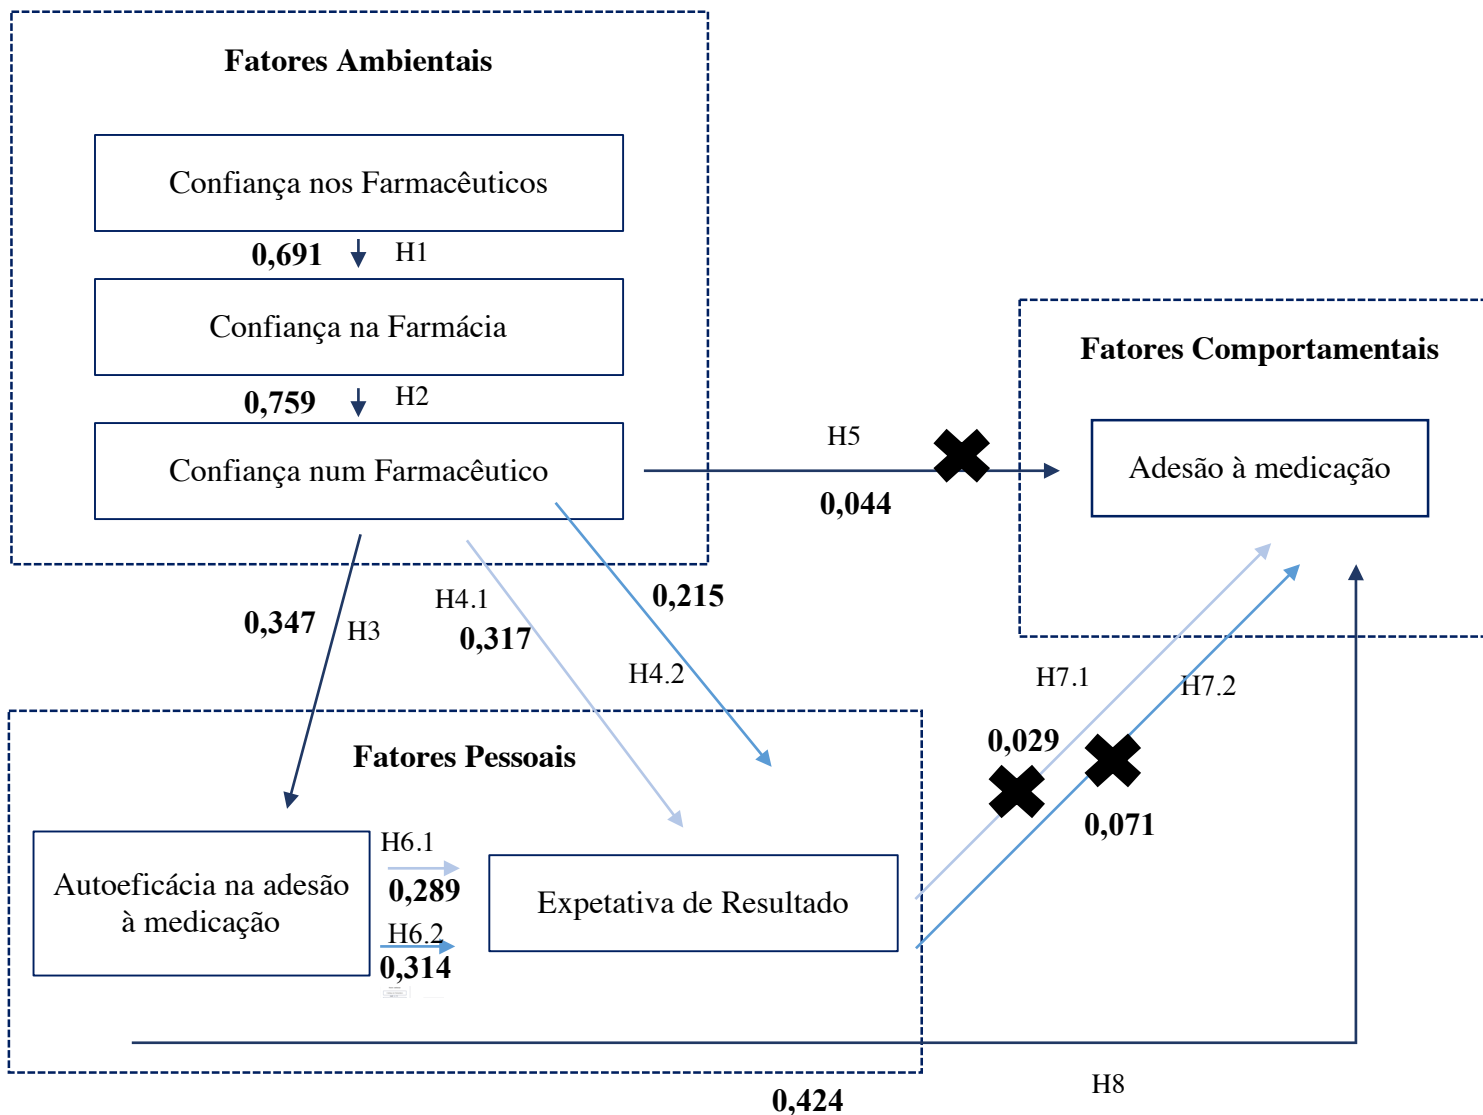 Fatores Ambientais
Confiança nos Farmacêuticos
0,691 H1
Confiança na Farmácia
0,759 H2
Confiança num Farmacêutico
Fatores Comportamentais
Adesão à medicação
H5
0,044
0,347 H3
H4.1
0,317
0,215
H4.2
H7.1
H7.2
0,029
0,071
Fatores Pessoais
Autoeficácia na adesão
à medicação
H6.1
0,289
H6.2
0,314
Expetativa de Resultado
H8
0,424